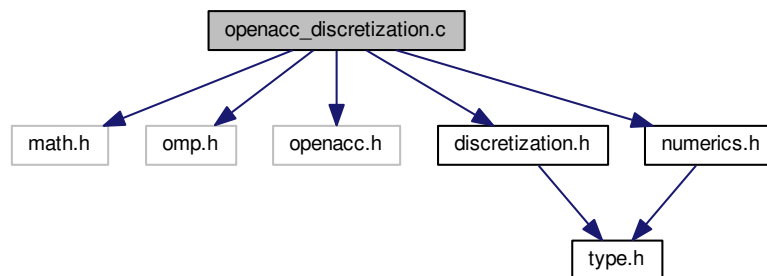 openacc_discretization.c
math.h
omp.h
openacc.h
discretization.h
numerics.h
type.h